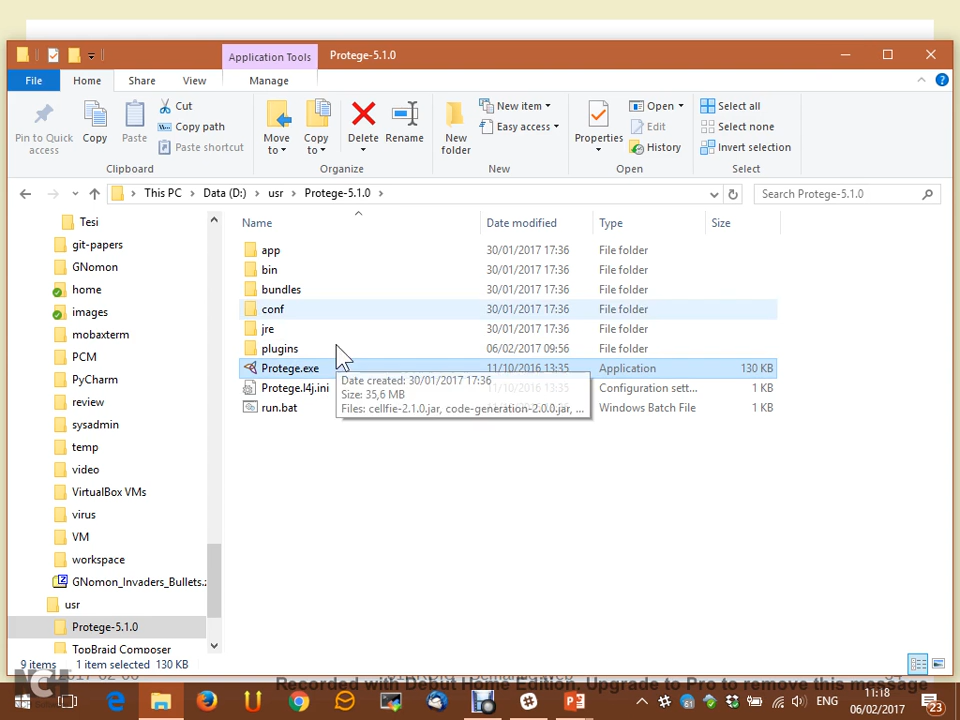 Application Tools
Protege-5.1.0
File
Home
Share
View
Manage
Pin to Quick access
Copy
Paste
Cut
Copy path
Paste shortcut
Clipboard
Move to
Copy to
Delete
Rename
Organize
New folder
New item
Easy access
New
Properties
Open
Edit
History
Open
Select all
Select none
Invert selection
Select
This PC
Data (D:)
usr
Protege-5.1.0
Search Protege-5.1.0
Tesi
git-papers
GNomon
home
images
mobaxterm
PCM
PyCharm
review
sysadmin
temp
video
VirtualBox VMs
virus
VM
workspace
GNomon_Invaders_Bullets.
usr
Protege-5.1.0
TopBraid Composer
Name Date modified Type Size
app 30/01/2017 17:36 File folder
bin 30/01/2017 17:36 File folder
bundles 30/01/2017 17:36 File folder
conf 30/01/2017 17:36 File folder
jre 30/01/2017 17:36 File folder
plugins 06/02/2017 09:56 File folder
Protege.exe 11/10/2016 13:35 Application 130 KB
Protege.l4j.ini 13:35 Configuration sett... 1 KB
run.bat Windows Batch File 1 KB
Date created: 30/01/2017 17:36
Size: 35,6 MB
Files: cellfie-2.1.0.jar, code-generation-2.0.0.jar, ...
9 items 1 item selected 130 KB
Recorded with Debut Home Edition. Upgrade to Pro to remove this message
61
ENG
11:18
06/02/2017
23